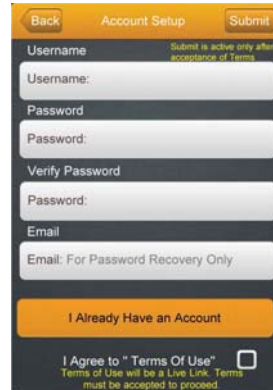 Back Account Setup Submit
Username Submit is active only after
acceptance of Terms
Username:
Password
Password:
Verify Password
Password:
Email
Email: For Password Recovery Only
I Already Have an Account
I Agree to " Terms Of Use"
Terms of Use will be a Live Link. Terms
must be accepted to proceed.